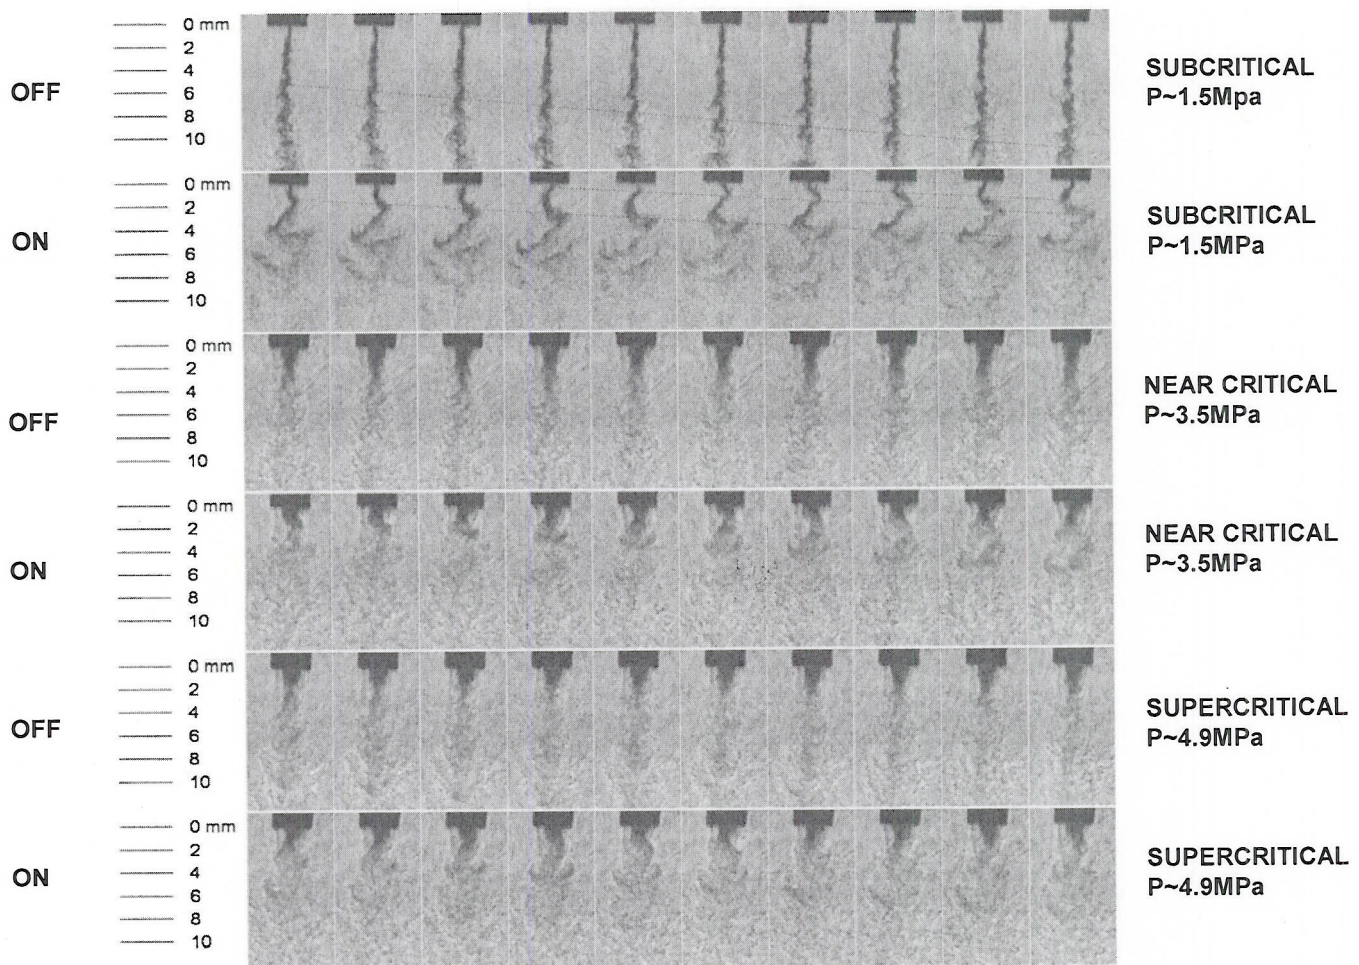 0 mm
2
4
OFF
6
8
10
SUBCRITICAL
P~1.5Mpa
0 mm
2
ON
4
6
8
10
SUBCRITICAL
P~1.5MPa
0 mm
2
4
OFF
6
8
10
NEAR CRITICAL
P~3.5MPa
0 mm
2
4
ON
6
8
10
NEAR CRITICAL
P~3.5MPa
0 mm
2
4
OFF
6
8
10
SUPERCRITICAL
P~4.9MPa
0 mm
2
4
ON
6
8
10
SUPERCRITICAL
P~4.9MPa